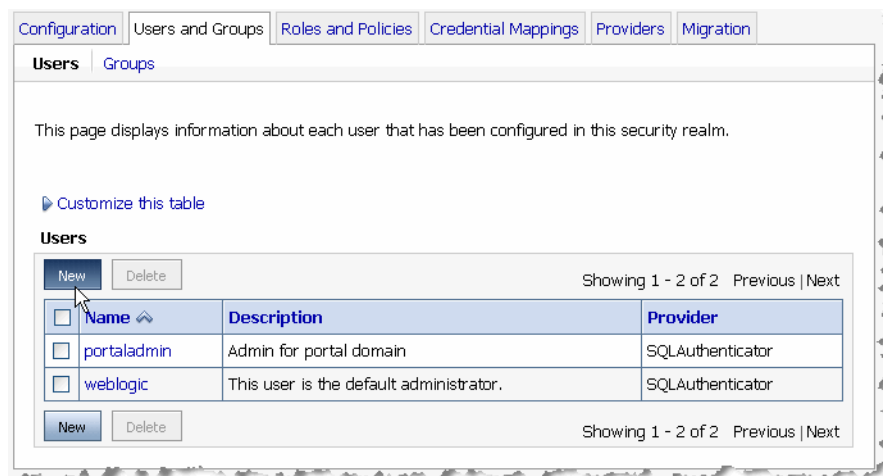 Configuration Users and Groups Roles and Policies Credential Mappings Providers Migration
Users Groups
This page displays information about each user that has been configured in this security realm.
Customize this table
Users
New Delete Showing 1 - 2 of 2 Previous | Next
Name Description Provider
portaladmin Admin for portal domain SQLAuthenticator
weblogic This user is the default administrator. SQLAuthenticator
New Delete Showing 1 - 2 of 2 Previous | Next